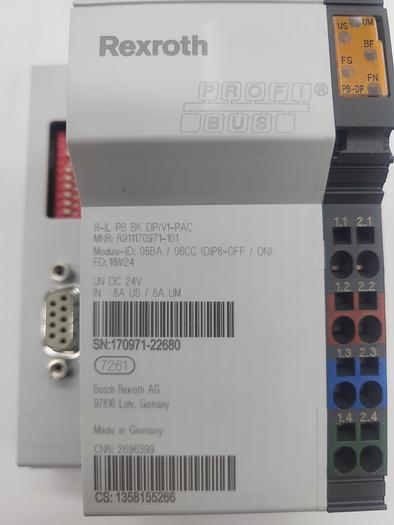 Rexroth
US
UM
BF
FS
FN
PB-DP
PROFI®
BUS
R-IL PB BK DP/V1-PAC
MNR: R911170971-101
Module-ID: 05BA / 06CC (DIP8=OFF / ON)
FD:18W24
UN DC 24V
IN 8A US / 8A UM
SN:170971-22680
7261
Bosch Rexroth AG
97816 Lohr, Germany
Made in Germany
CNR: 2696399
CS: 1358155266
1.1 2.1
1.2 2.2
1.3 2.3
1.4 2.4